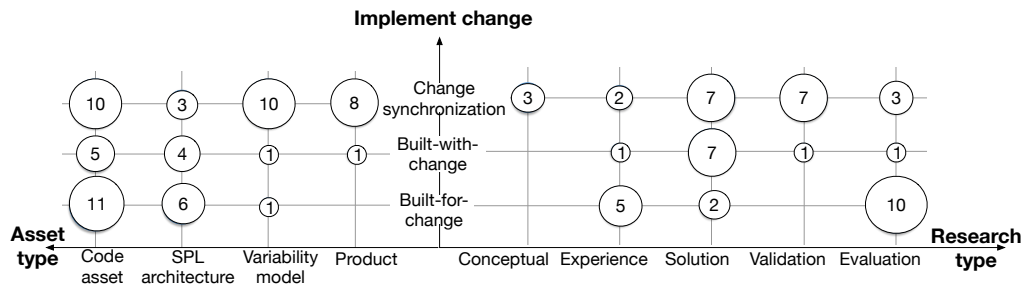 Implement change
10 3 10 8 Change synchronization 3 2 7 7 3
5 4 1 1 Built-with-change 1 7 1 1
11 6 1 Built-for-change 5 2 10
Asset type
Code asset
SPL architecture
Variability model
Product
Conceptual
Experience
Solution
Validation
Evaluation
Research type